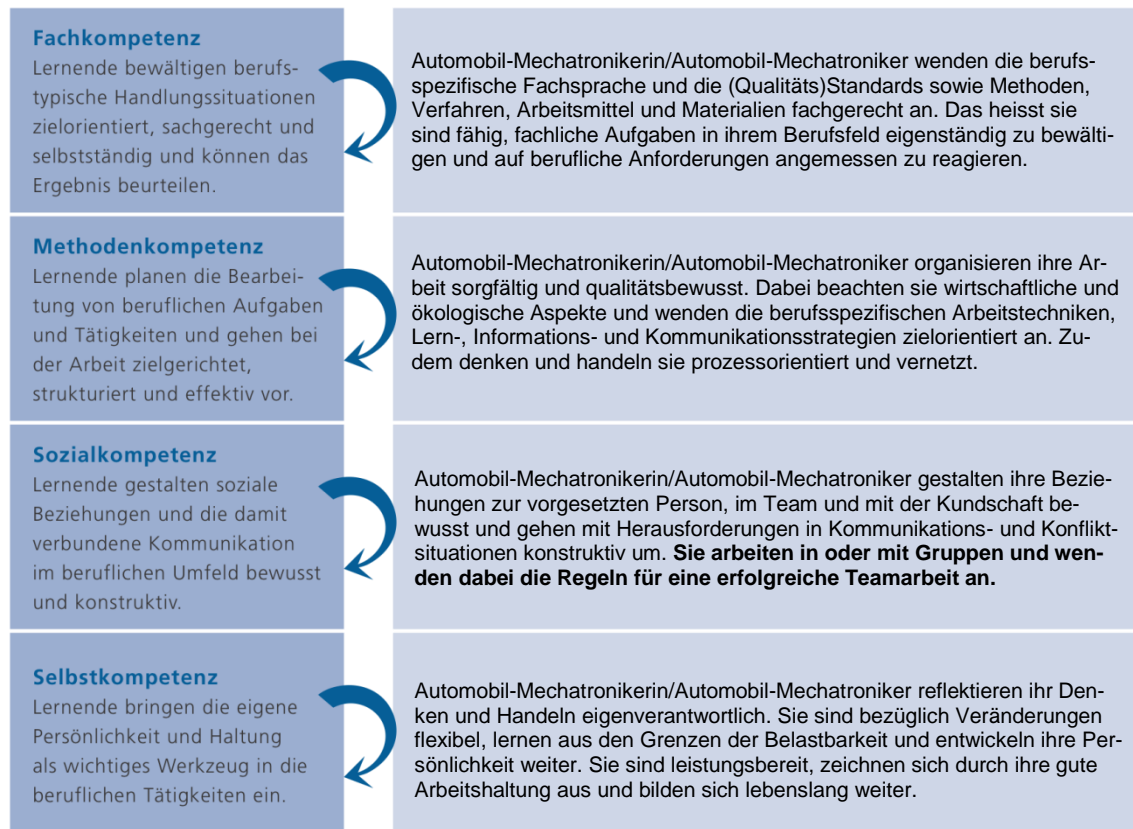 Fachkompetenz
Lernende bewältigen berufs-
typische Handlungssituationen
zielorientiert, sachgerecht und
selbstständig und können das
Ergebnis beurteilen.
Automobil-Mechatronikerin/Automobil-Mechatroniker wenden die berufs-
spezifische Fachsprache und die (Qualitäts)Standards sowie Methoden,
Verfahren, Arbeitsmittel und Materialien fachgerecht an. Das heisst sie
sind fähig, fachliche Aufgaben in ihrem Berufsfeld eigenständig zu bewälti-
gen und auf berufliche Anforderungen angemessen zu reagieren.
Methodenkompetenz
Lernende planen die Bearbei-
tung von beruflichen Aufgaben
und Tätigkeiten und gehen bei
der Arbeit zielgerichtet,
strukturiert und effektiv vor.
Automobil-Mechatronikerin/Automobil-Mechatroniker organisieren ihre Ar-
beit sorgfältig und qualitätsbewusst. Dabei beachten sie wirtschaftliche und
ökologische Aspekte und wenden die berufsspezifischen Arbeitstechniken,
Lern-, Informations- und Kommunikationsstrategien zielorientiert an. Zu-
dem denken und handeln sie prozessorientiert und vernetzt.
Sozialkompetenz
Lernende gestalten soziale
Beziehungen und die damit
verbundene Kommunikation
im beruflichen Umfeld bewusst
und konstruktiv.
Automobil-Mechatronikerin/Automobil-Mechatroniker gestalten ihre Bezie-
hungen zur vorgesetzten Person, im Team und mit der Kundschaft be-
wusst und gehen mit Herausforderungen in Kommunikations- und Konflikt-
situationen konstruktiv um. Sie arbeiten in oder mit Gruppen und wen-
den dabei die Regeln für eine erfolgreiche Teamarbeit an.
Selbstkompetenz
Lernende bringen die eigene
Persönlichkeit und Haltung
als wichtiges Werkzeug in die
beruflichen Tätigkeiten ein.
Automobil-Mechatronikerin/Automobil-Mechatroniker reflektieren ihr Den-
ken und Handeln eigenverantwortlich. Sie sind bezüglich Veränderungen
flexibel, lernen aus den Grenzen der Belastbarkeit und entwickeln ihre Per-
sönlichkeit weiter. Sie sind leistungsbereit, zeichnen sich durch ihre gute
Arbeitshaltung aus und bilden sich lebenslang weiter.